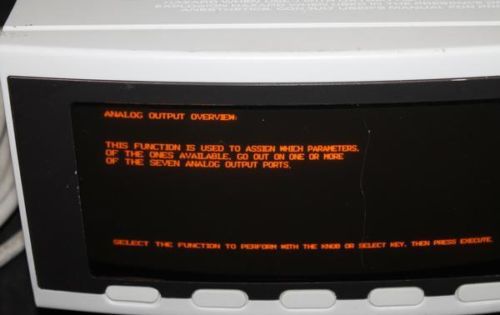 ANALOG OUTPUT OVERVIEW:
THIS FUNCTION IS USED TO ASSIGN WHICH PARAMETERS,
OF THE ONES AVAILABLE, GO OUT ON ONE OR MORE
OF THE SEVEN ANALOG OUTPUT PORTS.
SELECT THE FUNCTION TO PERFORM WITH THE KNOB OR SELECT KEY, THEN PRESS EXECUTE.